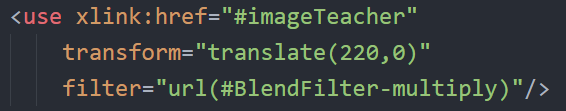 <use xlink:href="#imageTeacher"
transform="translate(220,0)"
filter="url(#BlendFilter-multiply)"/>